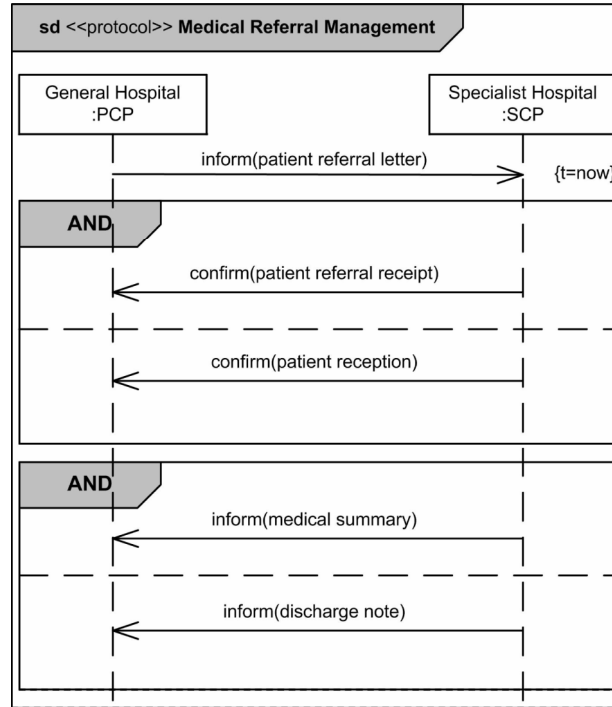 sd <<protocol>> Medical Referral Management
General Hospital
:PCP
Specialist Hospital
:SCP
inform(patient referral letter)
{t=now}
AND
confirm(patient referral receipt)
confirm(patient reception)
AND
inform(medical summary)
inform(discharge note)